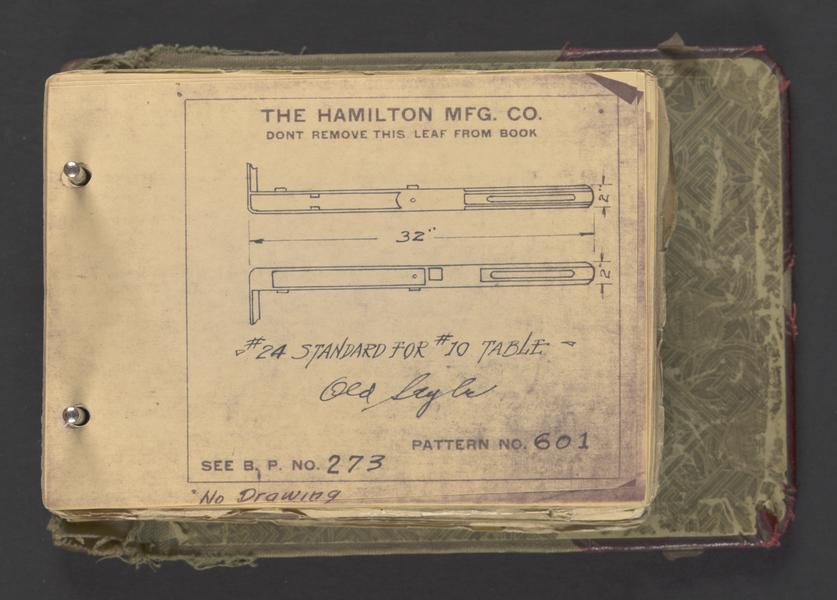 THE HAMILTON MFG. CO.
DONT REMOVE THIS LEAF FROM BOOK
2"
32"
2"
#24 STANDARD FOR #10 TABLE
Old Style
PATTERN NO. 601
SEE B. P. NO. 273
No Drawing